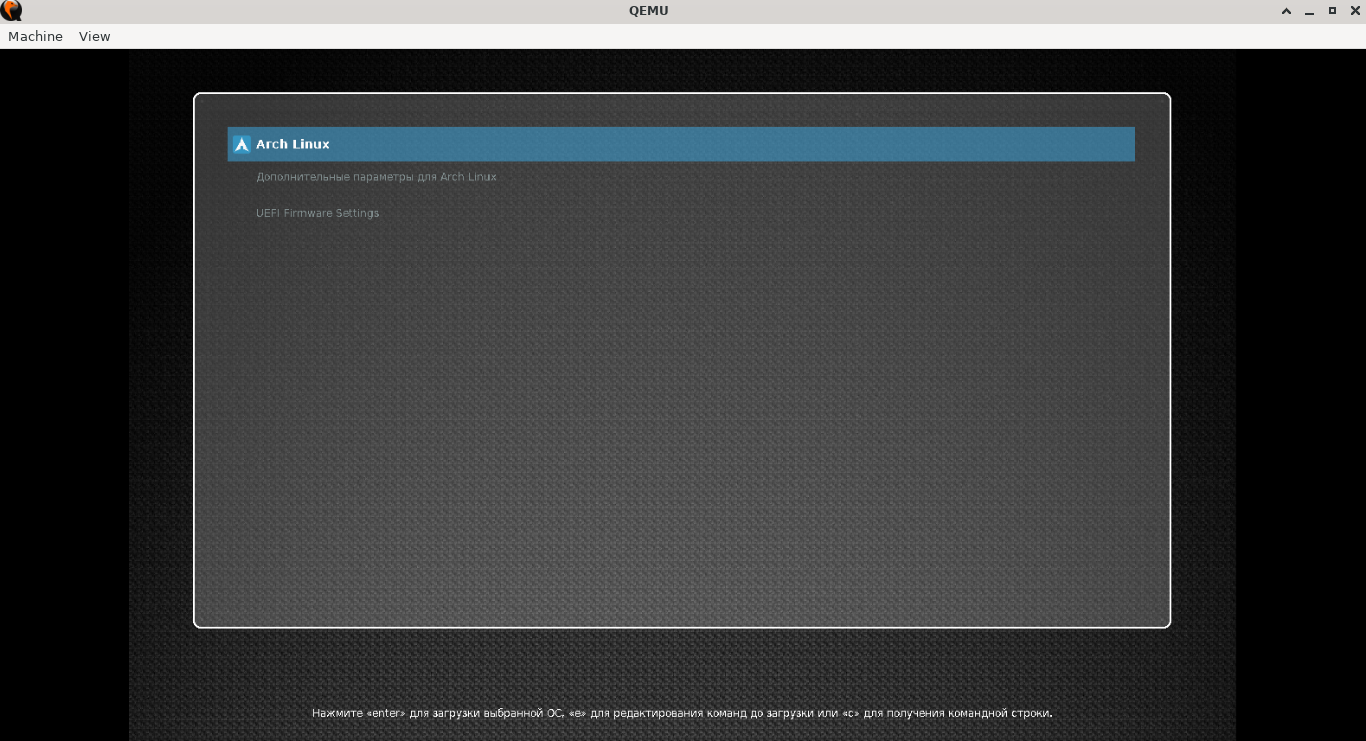 QEMU
Machine View
Arch Linux
Дополнительные параметры для Arch Linux
UEFI Firmware Settings
Нажмите «enter» для загрузки выбранной ОС, «e» для редактирования команд до загрузки или «c» для получения командной строки.